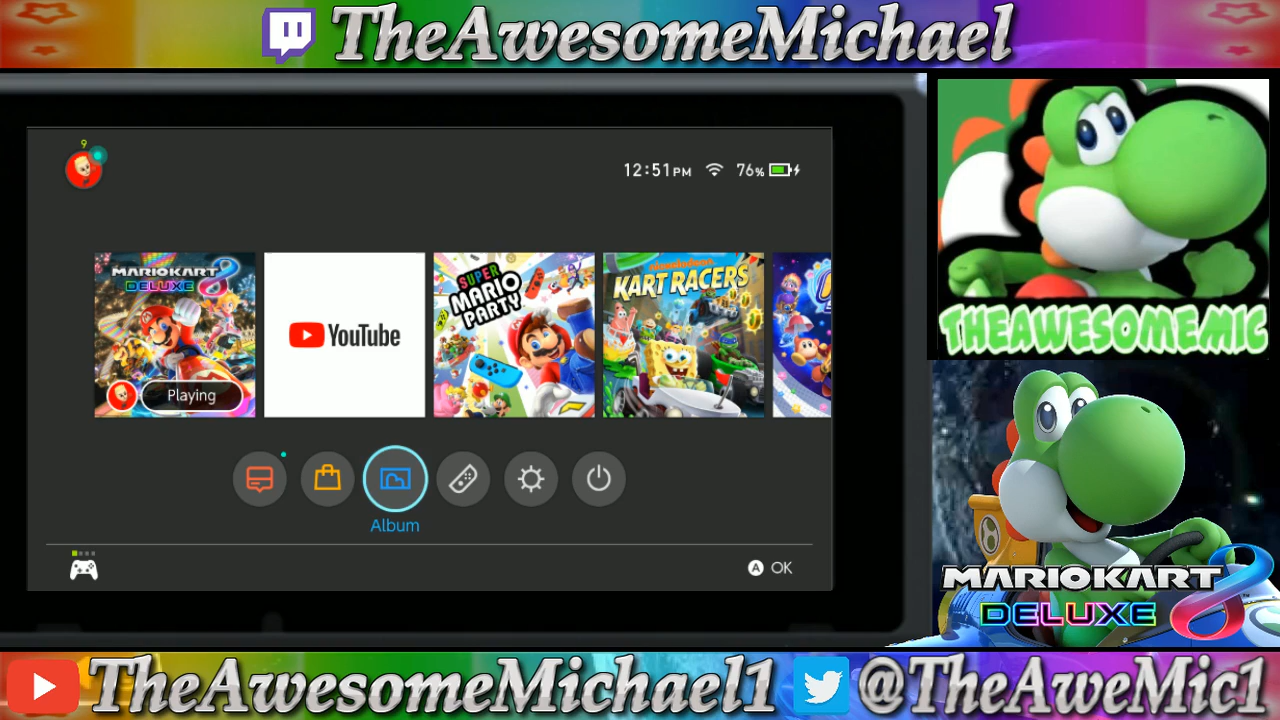 TheAwesomeMichael
9
12:51PM 76%
MARIOKART 8
DELUXE
Playing
YouTube
SUPER
MARIO
PARTY
nickelodeon
KART RACERS
Album
A OK
THEAWESOMEMIC
MARIOKART 8
DELUXE
TheAwesomeMichael1 @TheAweMic1